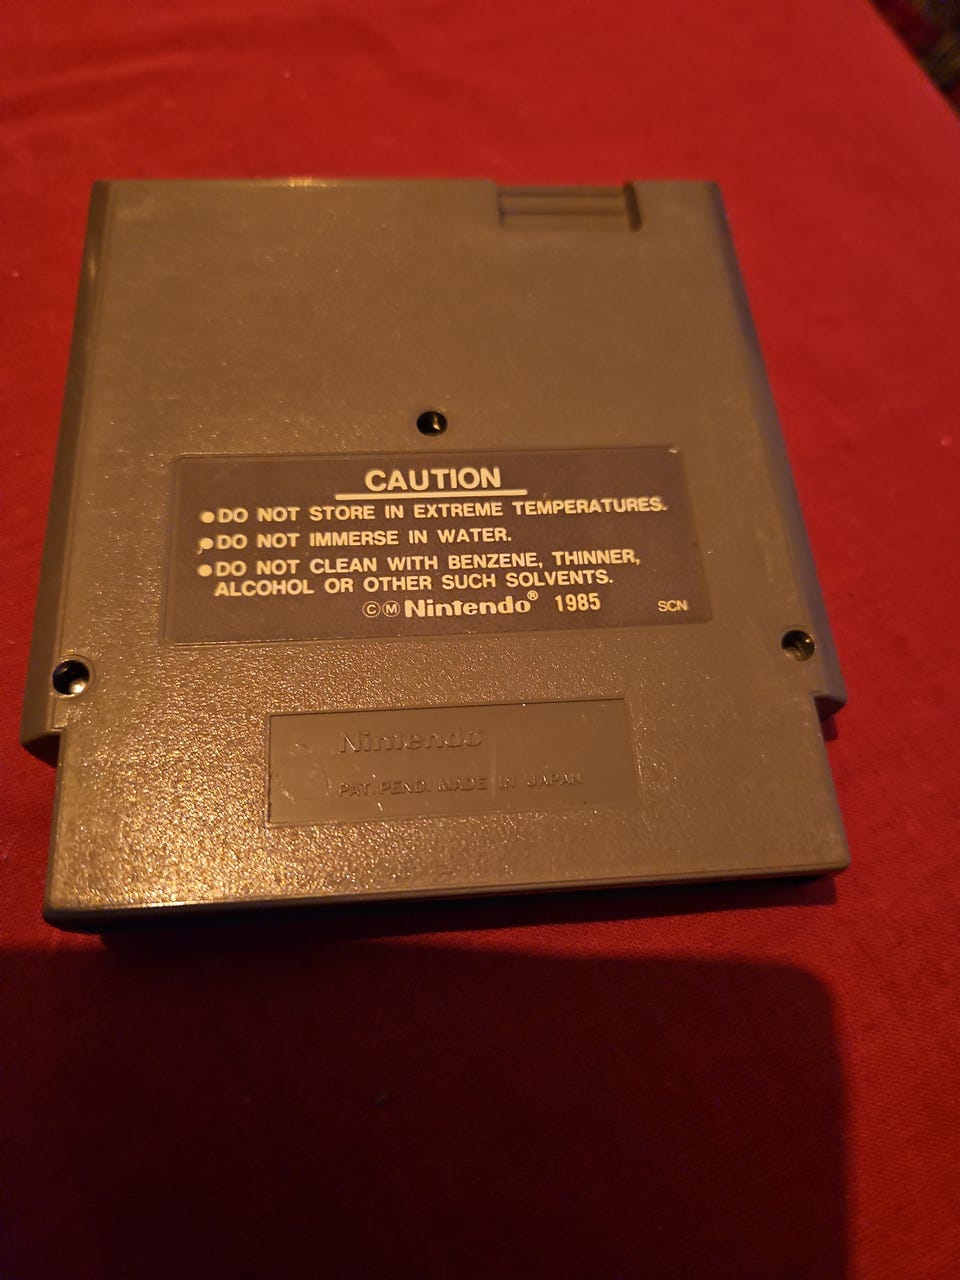 CAUTION
●DO NOT STORE IN EXTREME TEMPERATURES.
●DO NOT IMMERSE IN WATER.
●DO NOT CLEAN WITH BENZENE, THINNER,
ALCOHOL OR OTHER SUCH SOLVENTS.
ⒸⓂNintendo® 1985 SCN
Nintendo
PAT. PEND. MADE IN JAPAN